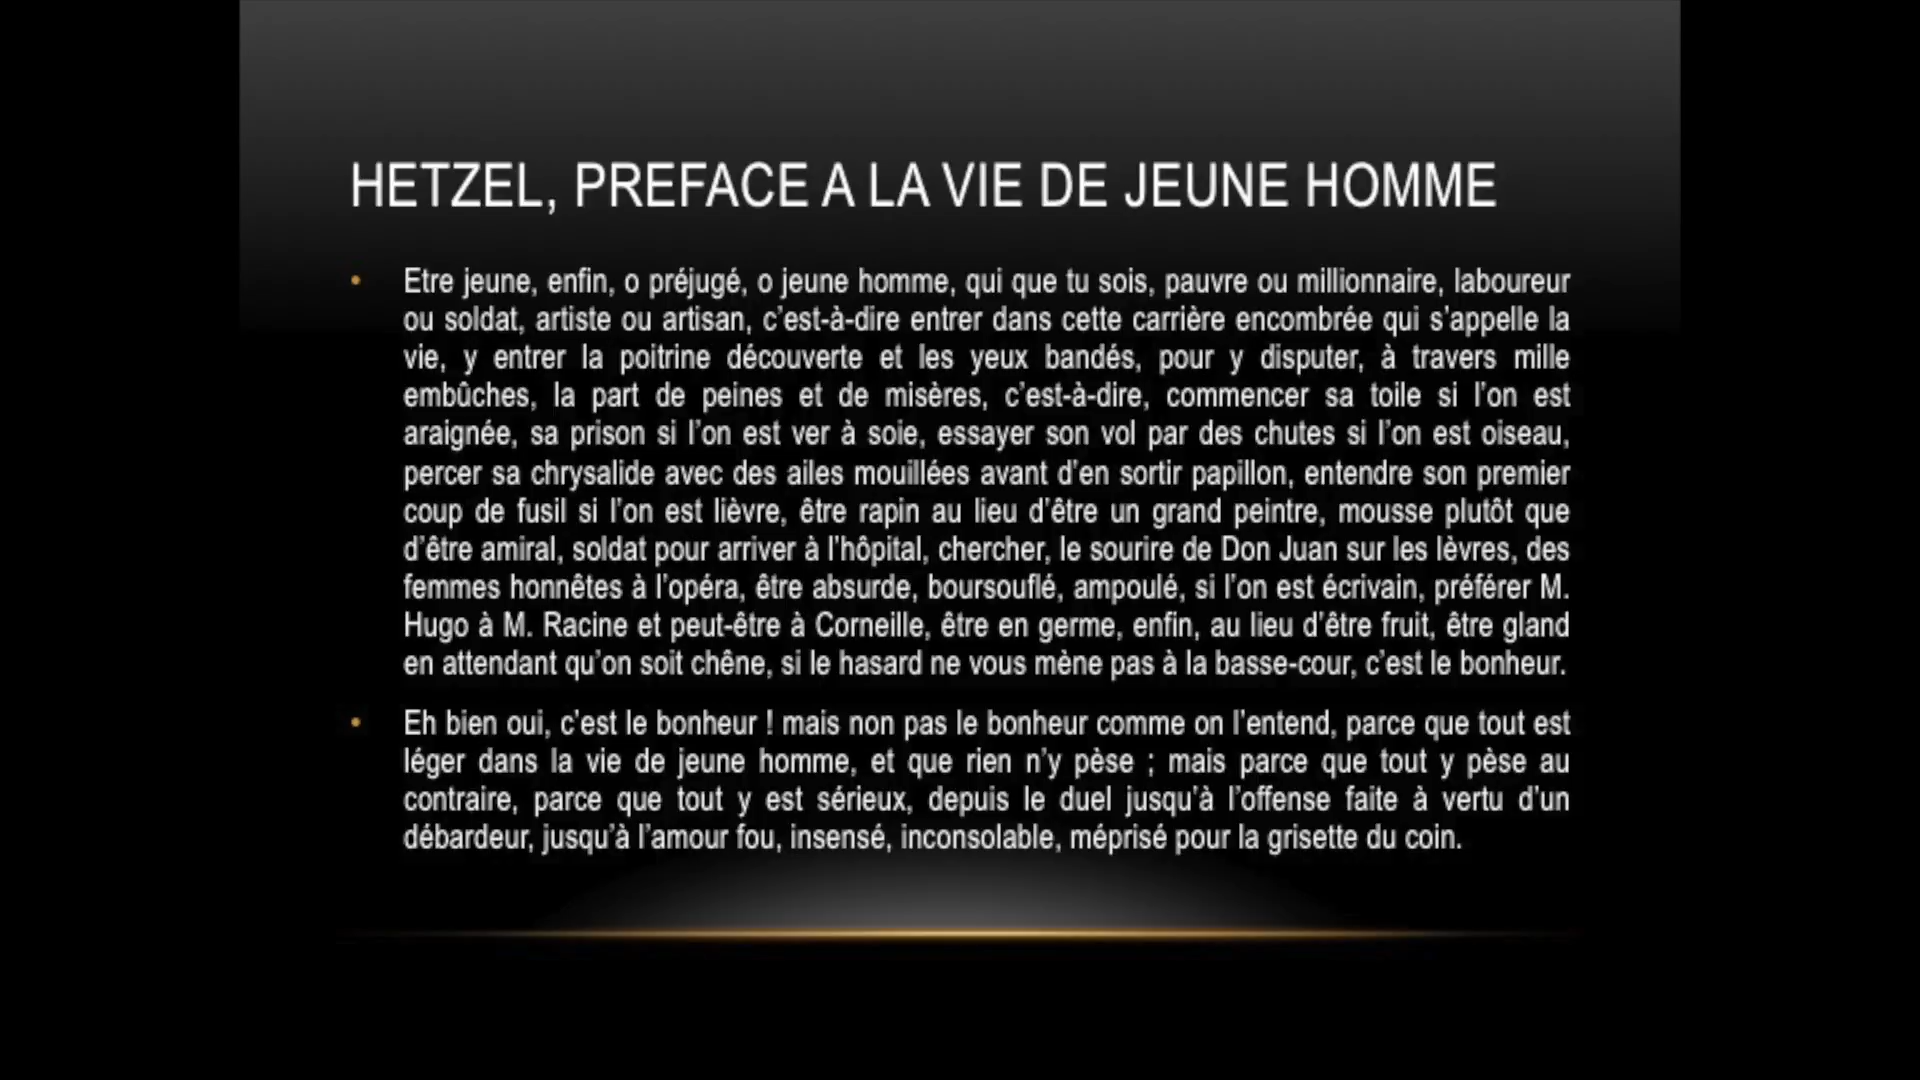 HETZEL, PREFACE A LA VIE DE JEUNE HOMME
• Etre jeune, enfin, o préjugé, o jeune homme, qui que tu sois, pauvre ou millionnaire, laboureur
ou soldat, artiste ou artisan, c’est-à-dire entrer dans cette carrière encombrée qui s’appelle la
vie, y entrer la poitrine découverte et les yeux bandés, pour y disputer, à travers mille
embûches, la part de peines et de misères, c’est-à-dire, commencer sa toile si l’on est
araignée, sa prison si l’on est ver à soie, essayer son vol par des chutes si l’on est oiseau,
percer sa chrysalide avec des ailes mouillées avant d’en sortir papillon, entendre son premier
coup de fusil si l’on est lièvre, être rapin au lieu d’être un grand peintre, mousse plutôt que
d’être amiral, soldat pour arriver à l’hôpital, chercher, le sourire de Don Juan sur les lèvres, des
femmes honnêtes à l’opéra, être absurde, boursouflé, ampoulé, si l’on est écrivain, préférer M.
Hugo à M. Racine et peut-être à Corneille, être en germe, enfin, au lieu d’être fruit, être gland
en attendant qu’on soit chêne, si le hasard ne vous mène pas à la basse-cour, c’est le bonheur.
• Eh bien oui, c’est le bonheur ! mais non pas le bonheur comme on l’entend, parce que tout est
léger dans la vie de jeune homme, et que rien n’y pèse ; mais parce que tout y pèse au
contraire, parce que tout y est sérieux, depuis le duel jusqu’à l’offense faite à vertu d’un
débardeur, jusqu’à l’amour fou, insensé, inconsolable, méprisé pour la grisette du coin.